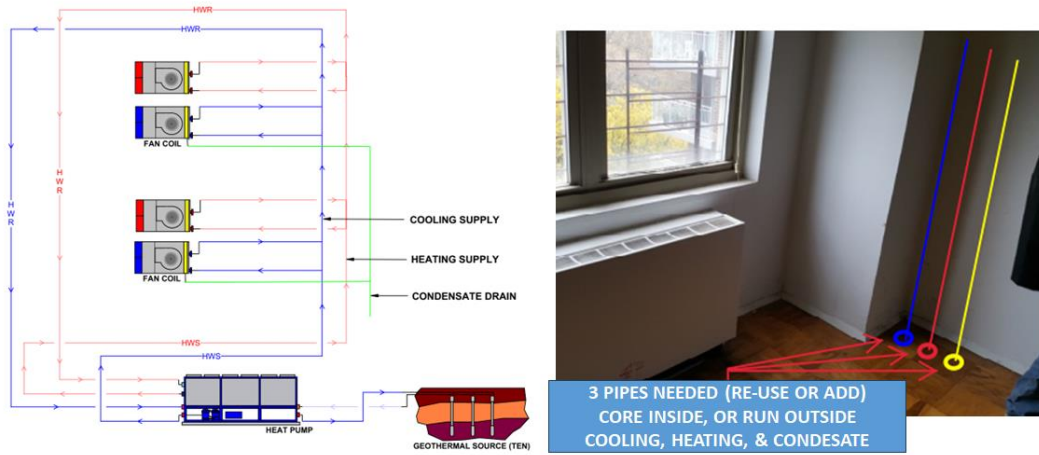 HWR
HWR
HWR
HWR
FAN COIL
COOLING SUPPLY
HEATING SUPPLY
FAN COIL
CONDENSATE DRAIN
HWS
HWS
HEAT PUMP
GEOTHERMAL SOURCE (TEN)
3 PIPES NEEDED (RE-USE OR ADD)
CORE INSIDE, OR RUN OUTSIDE
COOLING, HEATING, & CONDESATE